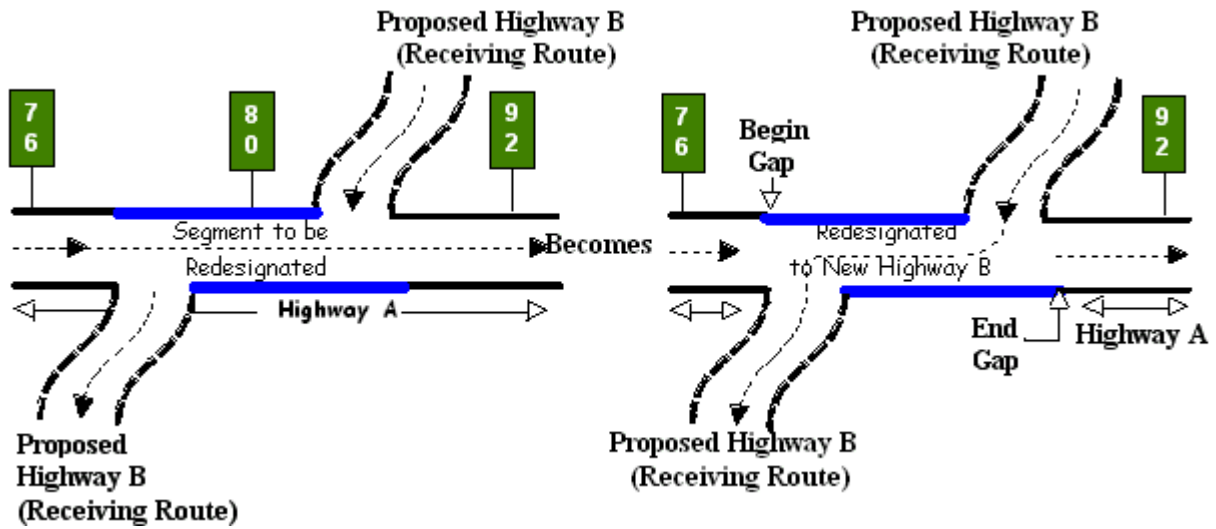 Proposed Highway B
(Receiving Route)
7
6
8
0
9
2
Segment to be
Redesignated
Highway A
Proposed
Highway B
(Receiving Route)
Becomes
Proposed Highway B
(Receiving Route)
7
6
Begin
Gap
9
2
Redesignated
to New Highway B
End
Gap
Highway A
Proposed Highway B
(Receiving Route)